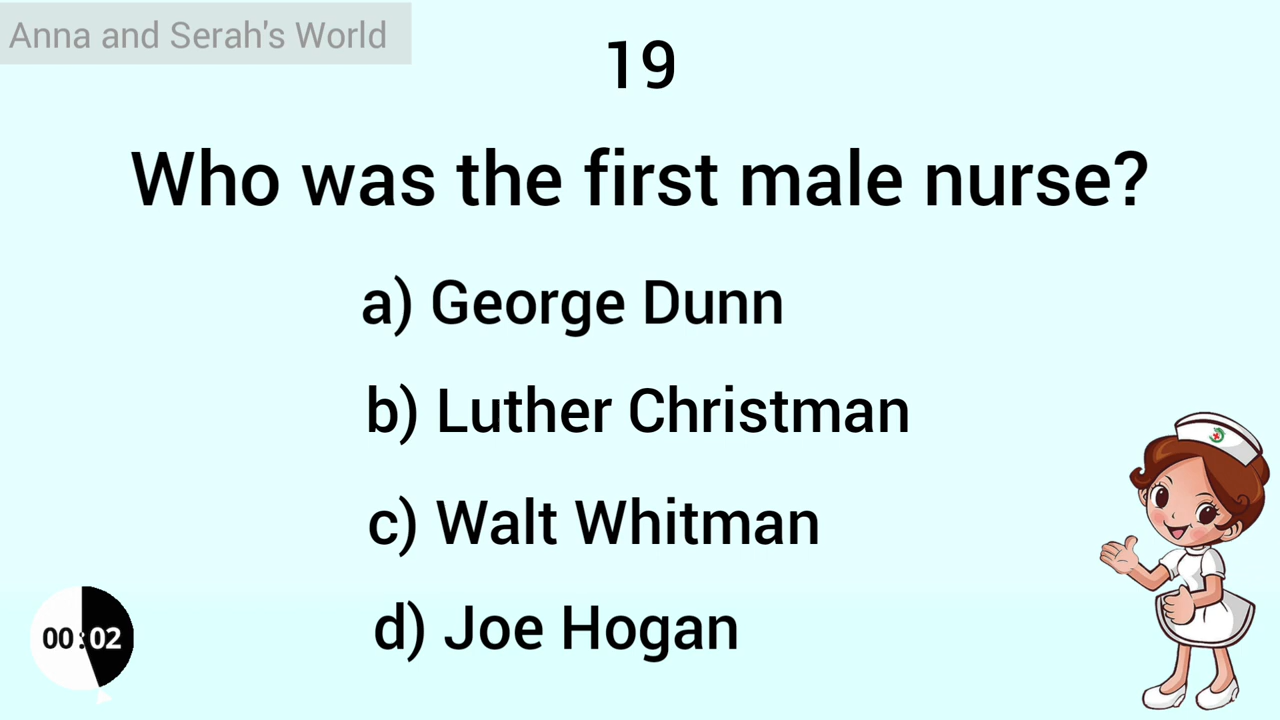 Anna and Serah's World
19
Who was the first male nurse?
a) George Dunn
b) Luther Christman
c) Walt Whitman
d) Joe Hogan
00:02